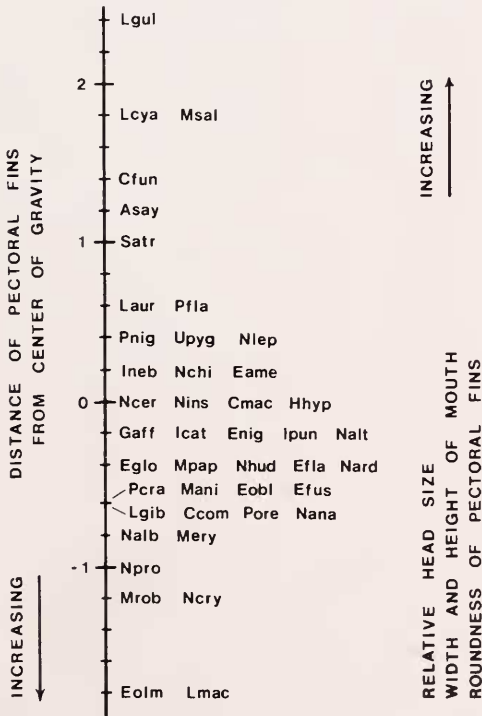 Lgul
2
Lcya Msal
Cfun
Asay
1 Satr
Laur Pfla
Pnig Upyg Nlep
Ineb Nchi Eame
0 Ncer Nins Cmac Hhyp
Gaff Icat Enig Ipun Nalt
Eglo Mpap Nhud Efla Nard
Pcra Mani Eobl Efus
Lgib Ccom Pore Nana
Nalb Mery
-1 Npro
Mrob Ncry
Eolm Lmac
DISTANCE OF PECTORAL FINS
FROM CENTER OF GRAVITY
INCREASING
INCREASING
RELATIVE HEAD SIZE
WIDTH AND HEIGHT OF MOUTH
ROUNDNESS OF PECTORAL FINS